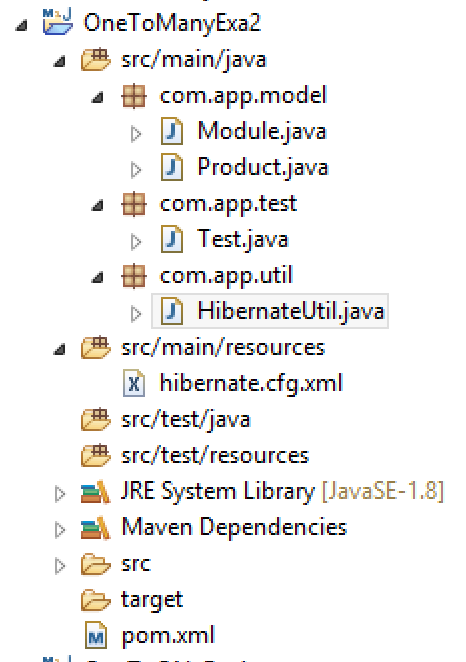 OneToManyExa2
src/main/java
com.app.model
Module.java
Product.java
com.app.test
Test.java
com.app.util
HibernateUtil.java
src/main/resources
hibernate.cfg.xml
src/test/java
src/test/resources
JRE System Library [JavaSE-1.8]
Maven Dependencies
src
target
pom.xml